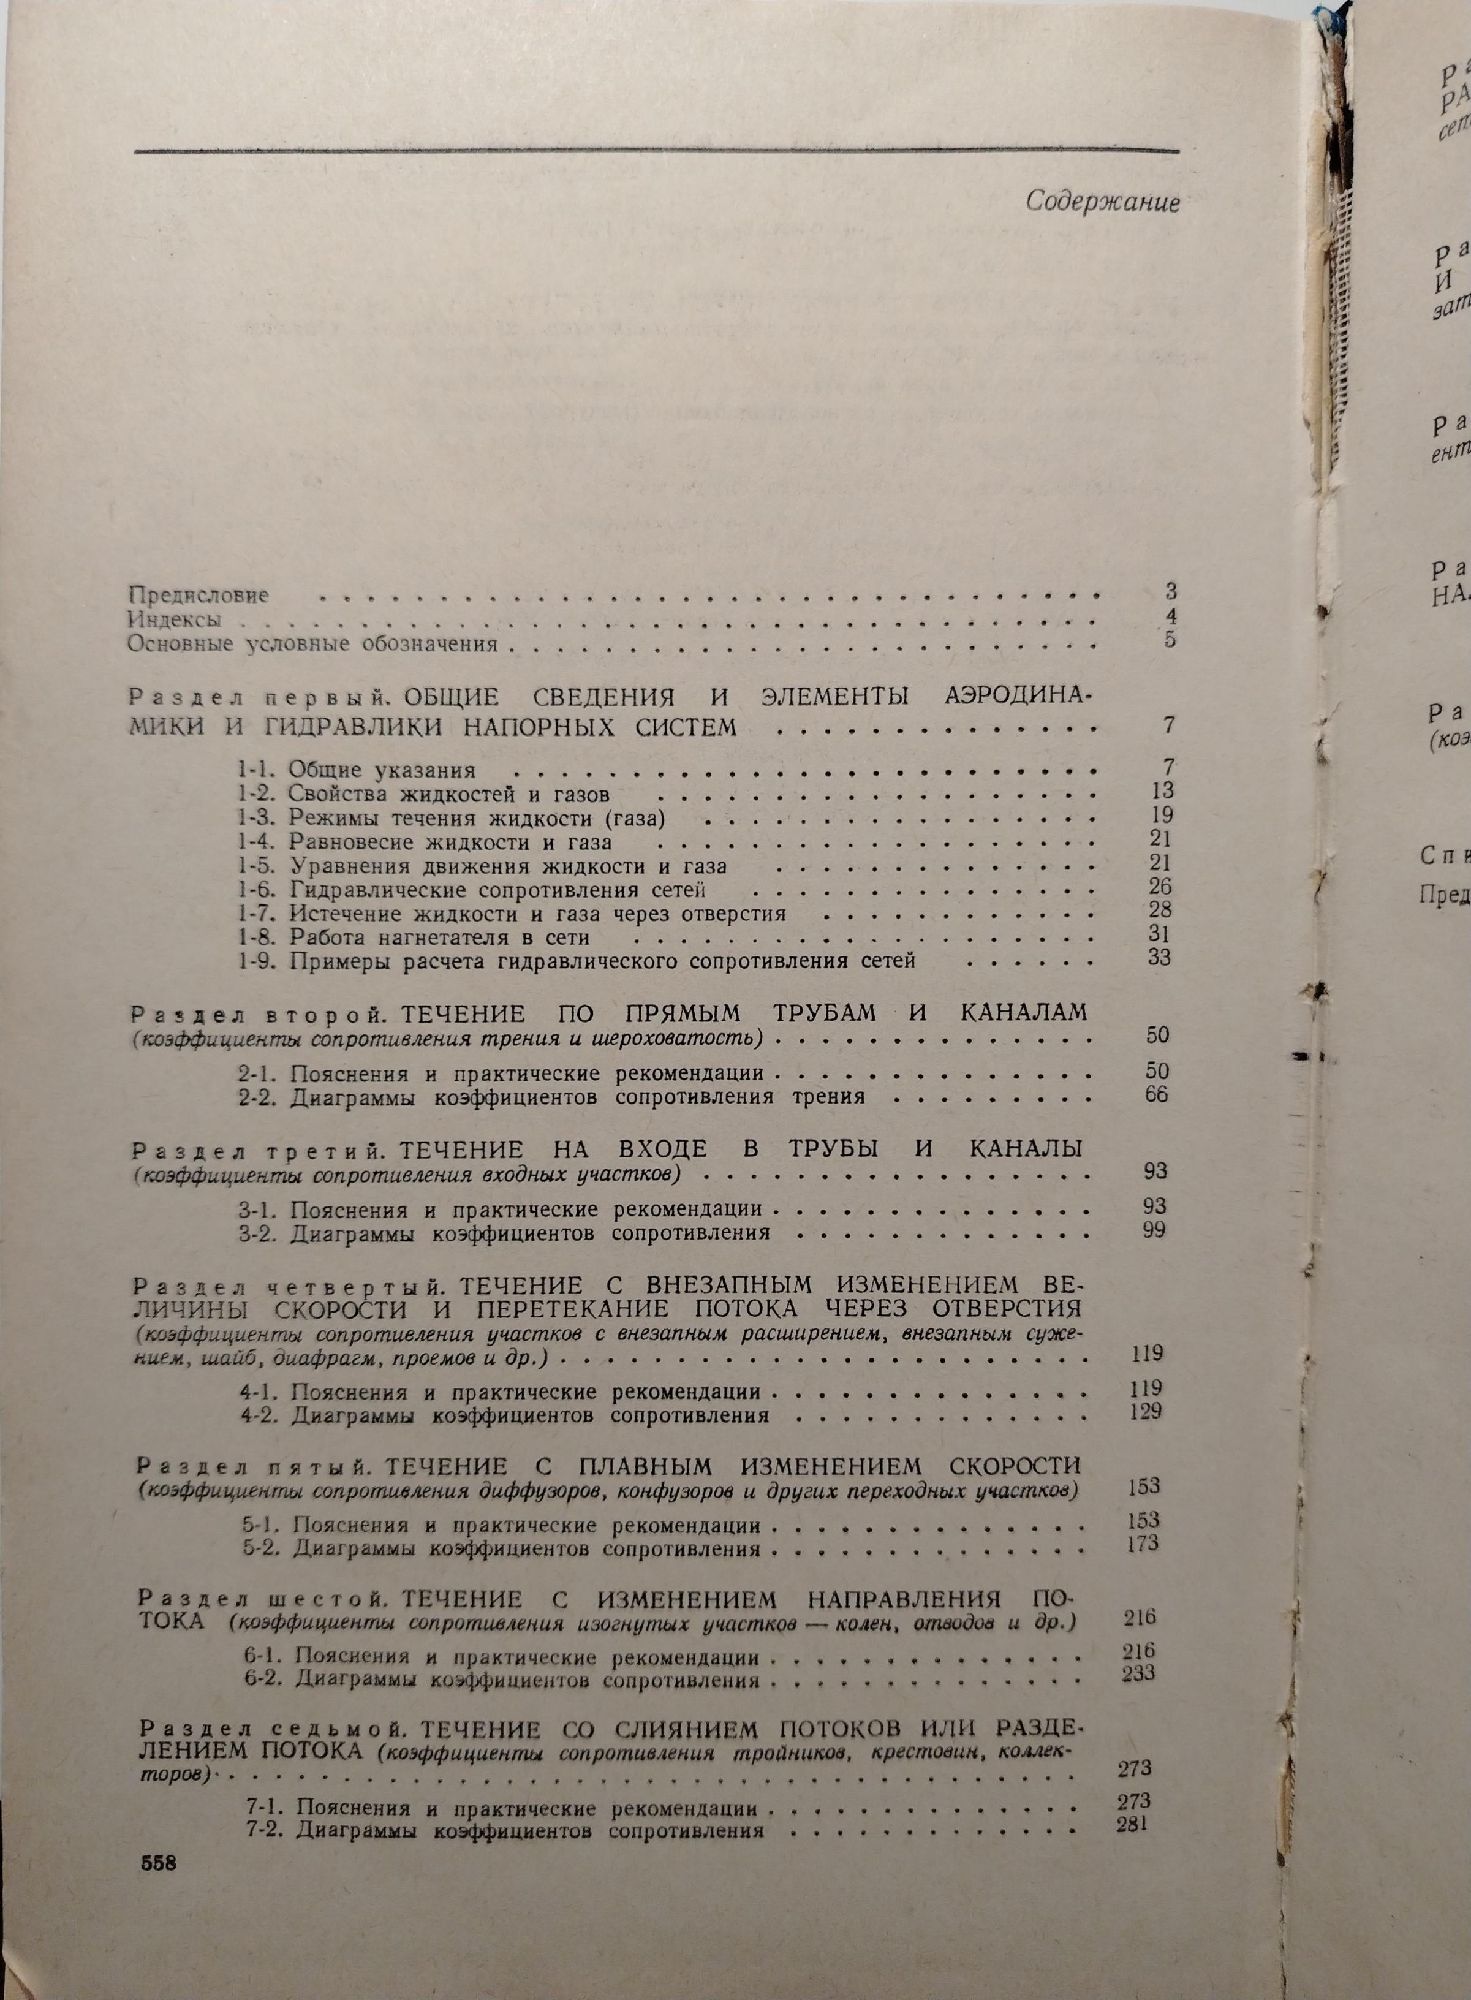 Содержание
Предисловие . . . . . . . . . . . . . . . . . . . . . . . . . . . . . . . . . 3
Индексы . . . . . . . . . . . . . . . . . . . . . . . . . . . . . . . . . . . . 4
Основные условные обозначения . . . . . . . . . . . . . . . . . . . . . . . . . 5
Раздел первый. ОБЩИЕ СВЕДЕНИЯ И ЭЛЕМЕНТЫ АЭРОДИНА-
МИКИ И ГИДРАВЛИКИ НАПОРНЫХ СИСТЕМ . . . . . . . . . . . . . . 7
1-1. Общие указания . . . . . . . . . . . . . . . . . . . . . . . . . 7
1-2. Свойства жидкостей и газов . . . . . . . . . . . . . . . . . . . 13
1-3. Режимы течения жидкости (газа) . . . . . . . . . . . . . . . . . 19
1-4. Равновесие жидкости и газа . . . . . . . . . . . . . . . . . . . 21
1-5. Уравнения движения жидкости и газа . . . . . . . . . . . . . . 21
1-6. Гидравлические сопротивления сетей . . . . . . . . . . . . . . . 26
1-7. Истечение жидкости и газа через отверстия . . . . . . . . . . . . 28
1-8. Работа нагнетателя в сети . . . . . . . . . . . . . . . . . . . . 31
1-9. Примеры расчета гидравлического сопротивления сетей . . . . . . 33
Раздел второй. ТЕЧЕНИЕ ПО ПРЯМЫМ ТРУБАМ И КАНАЛАМ
(коэффициенты сопротивления трения и шероховатость) . . . . . . . . . . . . . . 50
2-1. Пояснения и практические рекомендации . . . . . . . . . . . . . . 50
2-2. Диаграммы коэффициентов сопротивления трения . . . . . . . . . 66
Раздел третий. ТЕЧЕНИЕ НА ВХОДЕ В ТРУБЫ И КАНАЛЫ
(коэффициенты сопротивления входных участков) . . . . . . . . . . . . . . . . . 93
3-1. Пояснения и практические рекомендации . . . . . . . . . . . . . . 93
3-2. Диаграммы коэффициентов сопротивления . . . . . . . . . . . . . 99
Раздел четвертый. ТЕЧЕНИЕ С ВНЕЗАПНЫМ ИЗМЕНЕНИЕМ ВЕ-
ЛИЧИНЫ СКОРОСТИ И ПЕРЕТЕКАНИЕ ПОТОКА ЧЕРЕЗ ОТВЕРСТИЯ
(коэффициенты сопротивления участков с внезапным расширением, внезапным суже-
нием, шайб, диафрагм, проемов и др.) . . . . . . . . . . . . . . . . . . . . . . . 119
4-1. Пояснения и практические рекомендации . . . . . . . . . . . . . . 119
4-2. Диаграммы коэффициентов сопротивления . . . . . . . . . . . . . 129
Раздел пятый. ТЕЧЕНИЕ С ПЛАВНЫМ ИЗМЕНЕНИЕМ СКОРОСТИ
(коэффициенты сопротивления диффузоров, конфузоров и других переходных участков) 153
5-1. Пояснения и практические рекомендации . . . . . . . . . . . . . . 153
5-2. Диаграммы коэффициентов сопротивления . . . . . . . . . . . . . . 173
Раздел шестой. ТЕЧЕНИЕ С ИЗМЕНЕНИЕМ НАПРАВЛЕНИЯ ПО-
ТОКА (коэффициенты сопротивления изогнутых участков — колен, отводов и др.) 216
6-1. Пояснения и практические рекомендации . . . . . . . . . . . . . . 216
6-2. Диаграммы коэффициентов сопротивления . . . . . . . . . . . . . . 233
Раздел седьмой. ТЕЧЕНИЕ СО СЛИЯНИЕМ ПОТОКОВ ИЛИ РАЗДЕ-
ЛЕНИЕМ ПОТОКА (коэффициенты сопротивления тройников, крестовин, коллек-
торов) . . . . . . . . . . . . . . . . . . . . . . . . . . . . . . . . . . . . . 273
7-1. Пояснения и практические рекомендации . . . . . . . . . . . . . . 273
7-2. Диаграммы коэффициентов сопротивления . . . . . . . . . . . . . 281
558